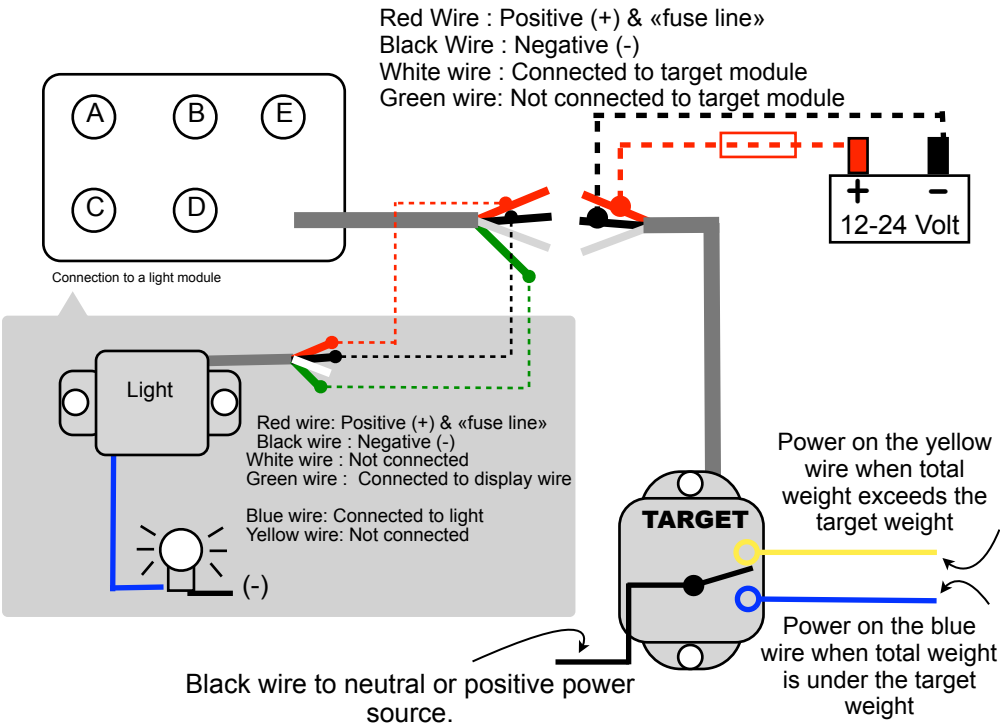 Red Wire : Positive (+) & «fuse line»
Black Wire : Negative (-)
White wire : Connected to target module
Green wire: Not connected to target module
A
B
E
C
D
+
-
12-24 Volt
Connection to a light module
Light
Red wire: Positive (+) & «fuse line»
Black wire : Negative (-)
White wire : Not connected
Green wire :  Connected to display wire
Blue wire: Connected to light
Yellow wire: Not connected
(-)
Power on the yellow
wire when total
weight exceeds the
target weight
TARGET
Power on the blue
wire when total weight
is under the target
weight
Black wire to neutral or positive power
source.